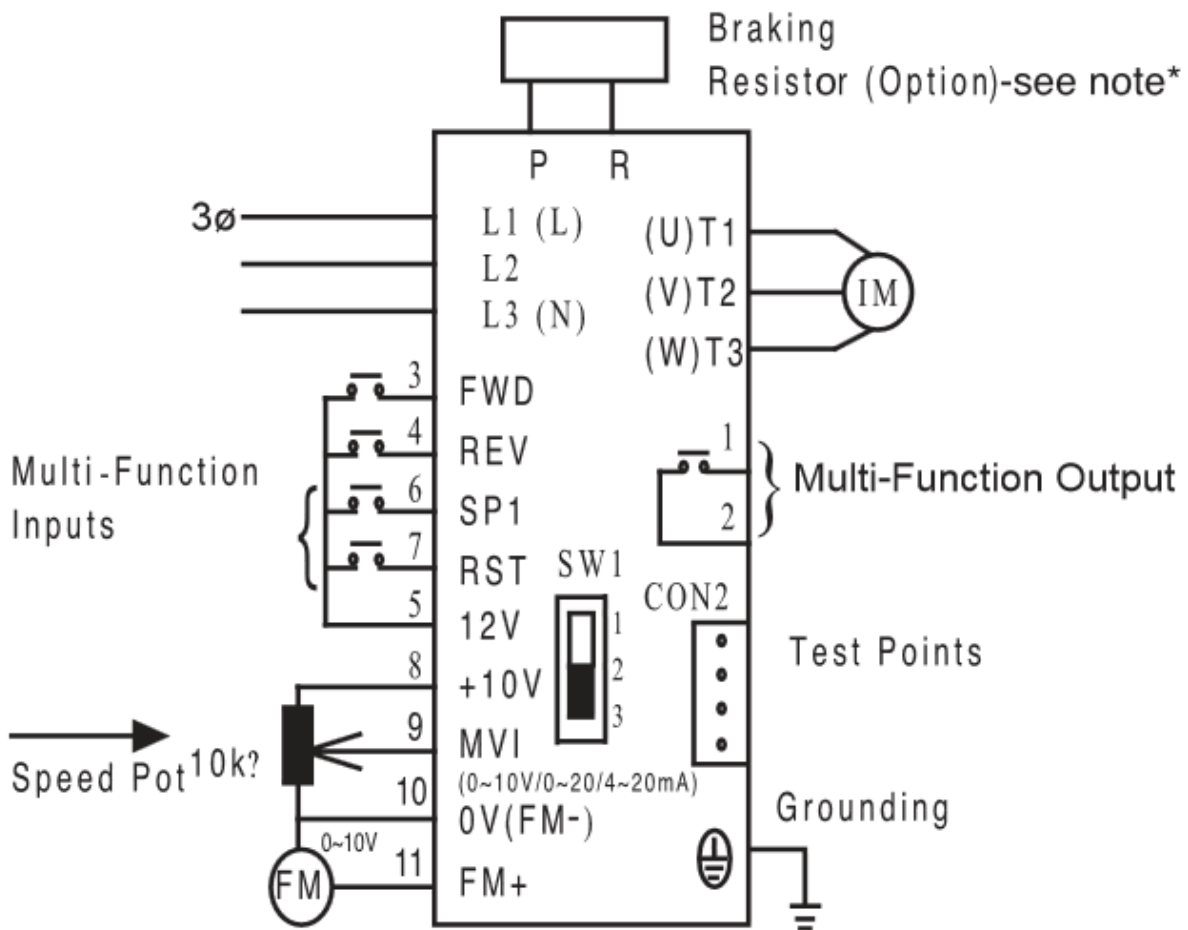 Braking
Resistor (Option)-see note*
P R
3ø
L1 (L)
L2
L3 (N)
(U)T1
(V)T2
(W)T3
IM
3 FWD
4 REV
6 SP1
7 RST
5 12V
8 +10V
9 MVI
(0~10V/0~20/4~20mA)
10 0V(FM-)
11 FM+
Multi-Function
Inputs
1
2
Multi-Function Output
SW1
1
2
3
CON2
Test Points
Speed Pot 10k?
0~10V
FM
Grounding